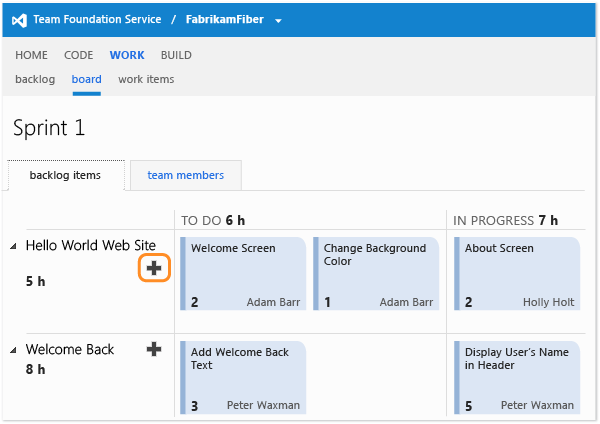 Team Foundation Service / FabrikamFiber
HOME CODE WORK BUILD
backlog board work items
Sprint 1
backlog items team members
TO DO 6 h IN PROGRESS 7 h
Hello World Web Site
5 h
Welcome Screen
2 Adam Barr
Change Background
Color
1 Adam Barr
About Screen
2 Holly Holt
Welcome Back
8 h
Add Welcome Back
Text
3 Peter Waxman
Display User's Name
in Header
5 Peter Waxman